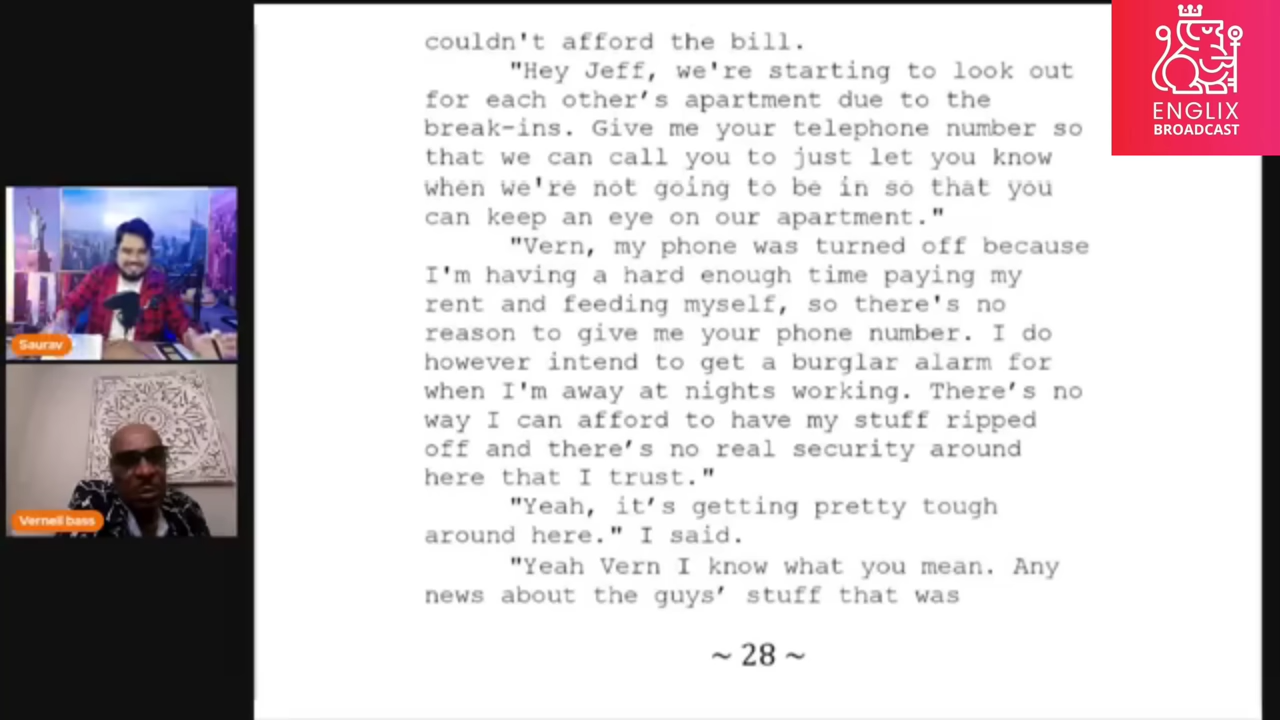 couldn't afford the bill.
"Hey Jeff, we're starting to look out
for each other’s apartment due to the
break-ins. Give me your telephone number so
that we can call you to just let you know
when we're not going to be in so that you
can keep an eye on our apartment."
"Vern, my phone was turned off because
I'm having a hard enough time paying my
rent and feeding myself, so there's no
reason to give me your phone number. I do
however intend to get a burglar alarm for
when I'm away at nights working. There’s no
way I can afford to have my stuff ripped
off and there’s no real security around
here that I trust."
"Yeah, it’s getting pretty tough
around here." I said.
"Yeah Vern I know what you mean. Any
news about the guys’ stuff that was
~ 28 ~
ENGLIX
BROADCAST
Saurav
Vernell bass